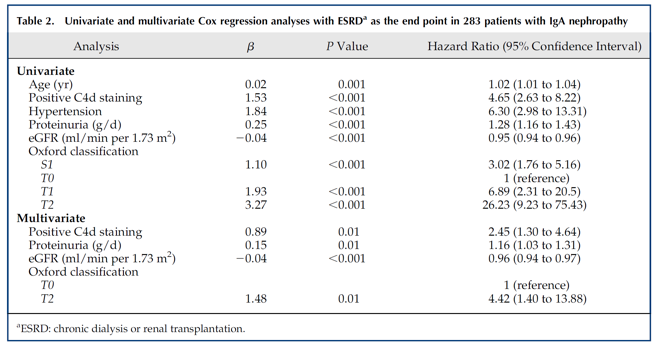 Table 2. Univariate and multivariate Cox regression analyses with ESRDa as the end point in 283 patients with IgA nephropathy
Analysis β P Value Hazard Ratio (95% Confidence Interval)
Univariate
Age (yr) 0.02 0.001 1.02 (1.01 to 1.04)
Positive C4d staining 1.53 <0.001 4.65 (2.63 to 8.22)
Hypertension 1.84 <0.001 6.30 (2.98 to 13.31)
Proteinuria (g/d) 0.25 <0.001 1.28 (1.16 to 1.43)
eGFR (ml/min per 1.73 m2) −0.04 <0.001 0.95 (0.94 to 0.96)
Oxford classification
S1 1.10 <0.001 3.02 (1.76 to 5.16)
T0 1 (reference)
T1 1.93 <0.001 6.89 (2.31 to 20.5)
T2 3.27 <0.001 26.23 (9.23 to 75.43)
Multivariate
Positive C4d staining 0.89 0.01 2.45 (1.30 to 4.64)
Proteinuria (g/d) 0.15 0.01 1.16 (1.03 to 1.31)
eGFR (ml/min per 1.73 m2) −0.04 <0.001 0.96 (0.94 to 0.97)
Oxford classification
T0 1 (reference)
T2 1.48 0.01 4.42 (1.40 to 13.88)
aESRD: chronic dialysis or renal transplantation.